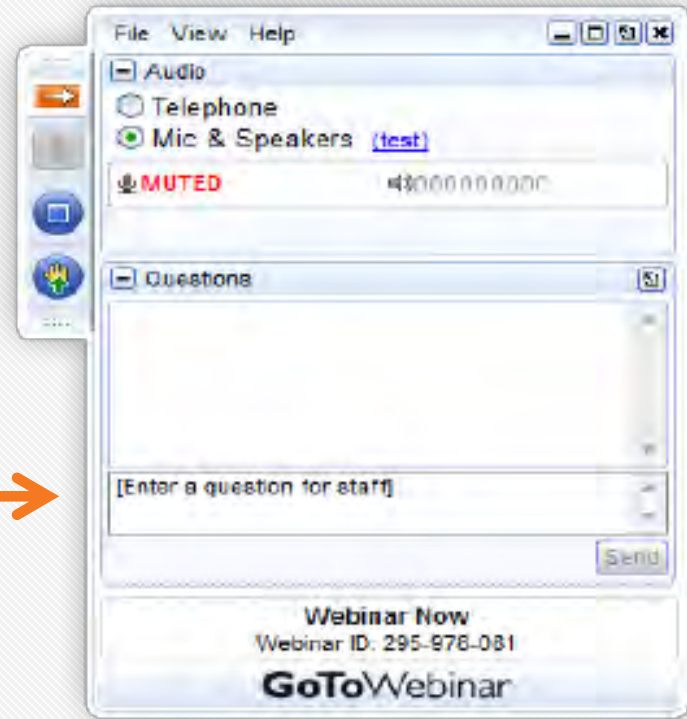 File View Help
Audio
Telephone
Mic & Speakers (test)
MUTED
Questions
[Enter a question for staff]
Send
Webinar Now
Webinar ID: 295-978-081
GoToWebinar